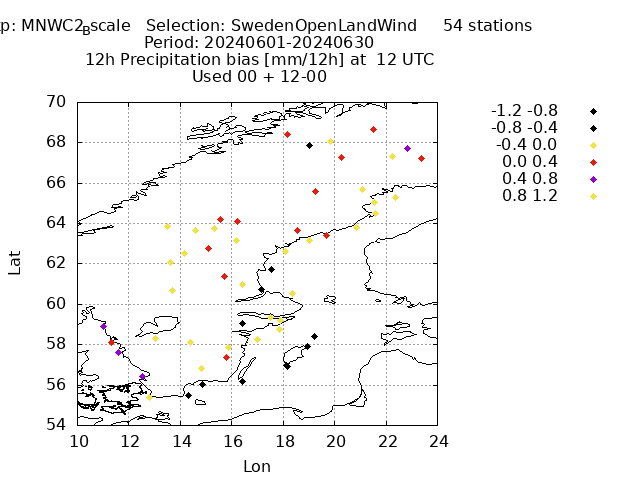 p: MNWC2_Bscale Selection: SwedenOpenLandWind 54 stations
Period: 20240601-20240630
12h Precipitation bias [mm/12h] at 12 UTC
Used 00 + 12-00
70
68
66
64
62
60
58
56
54
10 12 14 16 18 20 22 24
Lat
Lon
-1.2 -0.8
-0.8 -0.4
-0.4 0.0
0.0 0.4
0.4 0.8
0.8 1.2